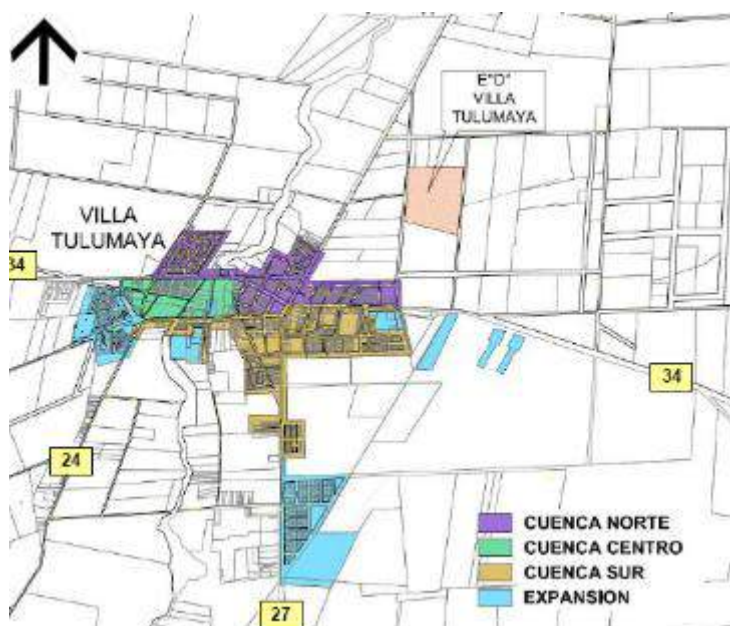 E"D"
VILLA
TULUMAYA
VILLA
TULUMAYA
34
34
24
27
CUENCA NORTE
CUENCA CENTRO
CUENCA SUR
EXPANSION